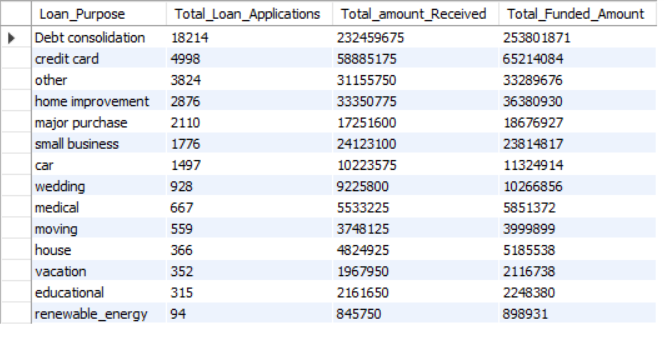 Loan_Purpose Total_Loan_Applications Total_amount_Received Total_Funded_Amount
Debt consolidation 18214 232459675 253801871
credit card 4998 58885175 65214084
other 3824 31155750 33289676
home improvement 2876 33350775 36380930
major purchase 2110 17251600 18676927
small business 1776 24123100 23814817
car 1497 10223575 11324914
wedding 928 9225800 10266856
medical 667 5533225 5851372
moving 559 3748125 3999899
house 366 4824925 5185538
vacation 352 1967950 2116738
educational 315 2161650 2248380
renewable_energy 94 845750 898931